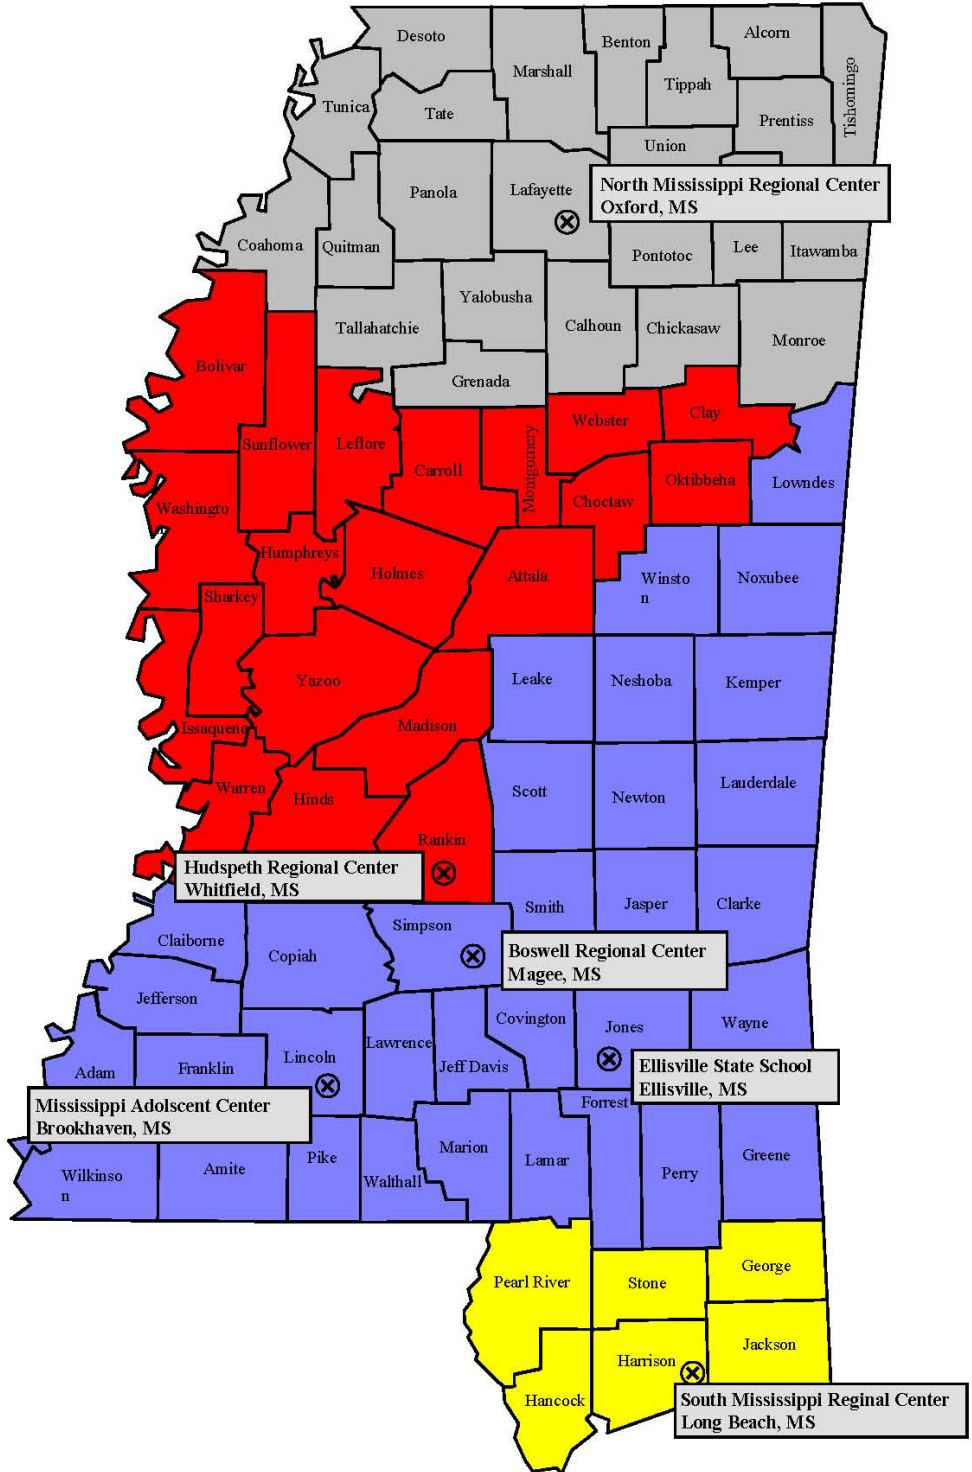 Desoto
Benton
Alcorn
Marshall
Tippah
Tishomingo
Tunica
Tate
Prentiss
Union
Panola
Lafayette
North Mississippi Regional Center
Oxford, MS
Coahoma
Quitman
Pontotoc
Lee
Itawamba
Yalobusha
Tallahatchie
Calhoun
Chickasaw
Monroe
Bolivar
Grenada
Sunflower
Leflore
Carroll
Montgomery
Webster
Clay
Washingto
Choctaw
Oktibbeha
Lowndes
Humphreys
Holmes
Attala
Winsto
n
Noxubee
Sharkey
Yazoo
Leake
Neshoba
Kemper
Issaquena
Madison
Warren
Hinds
Scott
Newton
Lauderdale
Rankin
Hudspeth Regional Center
Whitfield, MS
Smith
Jasper
Clarke
Claiborne
Copiah
Simpson
Boswell Regional Center
Magee, MS
Jefferson
Lawrence
Covington
Jones
Wayne
Adam
Franklin
Lincoln
Jeff Davis
Ellisville State School
Ellisville, MS
Mississippi Adolscent Center
Brookhaven, MS
Forrest
Wilkinso
n
Amite
Pike
Walthall
Marion
Lamar
Perry
Greene
Pearl River
Stone
George
Harrison
Jackson
Hancock
South Mississippi Reginal Center
Long Beach, MS